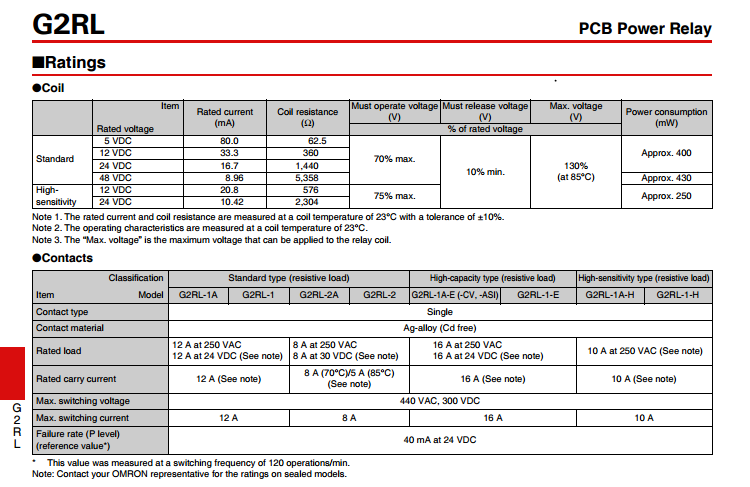 G2RL
PCB Power Relay
■Ratings
●Coil
Item
Rated voltage
Rated current
(mA)
Coil resistance
(Ω)
Must operate voltage
(V)
Must release voltage
(V)
Max. voltage
(V)
Power consumption
(mW)
% of rated voltage
Standard
5 VDC 80.0 62.5
12 VDC 33.3 360
24 VDC 16.7 1,440
48 VDC 8.96 5,358
70% max.
10% min.
130%
(at 85°C)
Approx. 400
Approx. 430
High-
sensitivity
12 VDC 20.8 576
24 VDC 10.42 2,304
75% max.
Approx. 250
Note 1. The rated current and coil resistance are measured at a coil temperature of 23°C with a tolerance of ±10%.
Note 2. The operating characteristics are measured at a coil temperature of 23°C.
Note 3. The “Max. voltage” is the maximum voltage that can be applied to the relay coil.
●Contacts
Classification
Item Model
Standard type (resistive load)
High-capacity type (resistive load)
High-sensitivity type (resistive load)
G2RL-1A G2RL-1 G2RL-2A G2RL-2 G2RL-1A-E (-CV, -ASI) G2RL-1-E G2RL-1A-H G2RL-1-H
Contact type Single
Contact material Ag-alloy (Cd free)
Rated load
12 A at 250 VAC
12 A at 24 VDC (See note)
8 A at 250 VAC
8 A at 30 VDC (See note)
16 A at 250 VAC
16 A at 24 VDC (See note)
10 A at 250 VAC (See note)
Rated carry current
12 A (See note)
8 A (70°C)/5 A (85°C)
(See note)
16 A (See note)
10 A (See note)
Max. switching voltage 440 VAC, 300 VDC
Max. switching current 12 A 8 A 16 A 10 A
Failure rate (P level)
(reference value*)
40 mA at 24 VDC
* This value was measured at a switching frequency of 120 operations/min.
Note: Contact your OMRON representative for the ratings on sealed models.
G
2
R
L